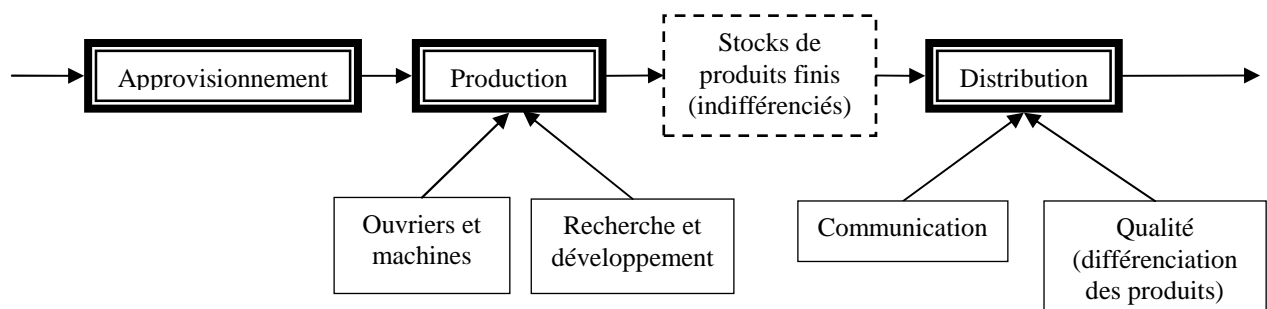 Approvisionnement
Production
Stocks de
produits finis
(indifférenciés)
Distribution
Ouvriers et
machines
Recherche et
développement
Communication
Qualité
(différenciation
des produits)